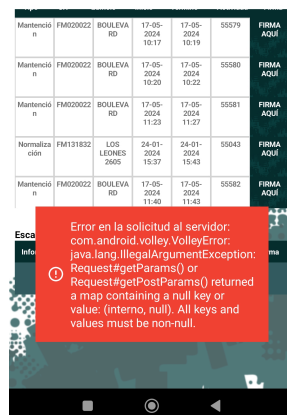 Mantenció FM020022 BOULEVA 17-05- 17-05- 55579 FIRMA
n RD 2024 2024 AQUÍ
10:17 10:19
Mantenció FM020022 BOULEVA 17-05- 17-05- 55580 FIRMA
n RD 2024 2024 AQUÍ
10:20 10:22
Mantenció FM020022 BOULEVA 17-05- 17-05- 55581 FIRMA
n RD 2024 2024 AQUÍ
11:23 11:27
Normaliza FM131832 LOS 24-01- 24-01- 55043 FIRMA
ción LEONES 2024 2024 AQUÍ
2605 15:37 15:43
Mantenció FM020022 BOULEVA 17-05- 17-05- 55582 FIRMA
n RD 2024 2024 AQUÍ
11:40 11:43
Error en la solicitud al servidor:
com.android.volley.VolleyError:
java.lang.IllegalArgumentException:
Request#getParams() or
Request#getPostParams() returned
a map containing a null key or
value: (interno, null). All keys and
values must be non-null.